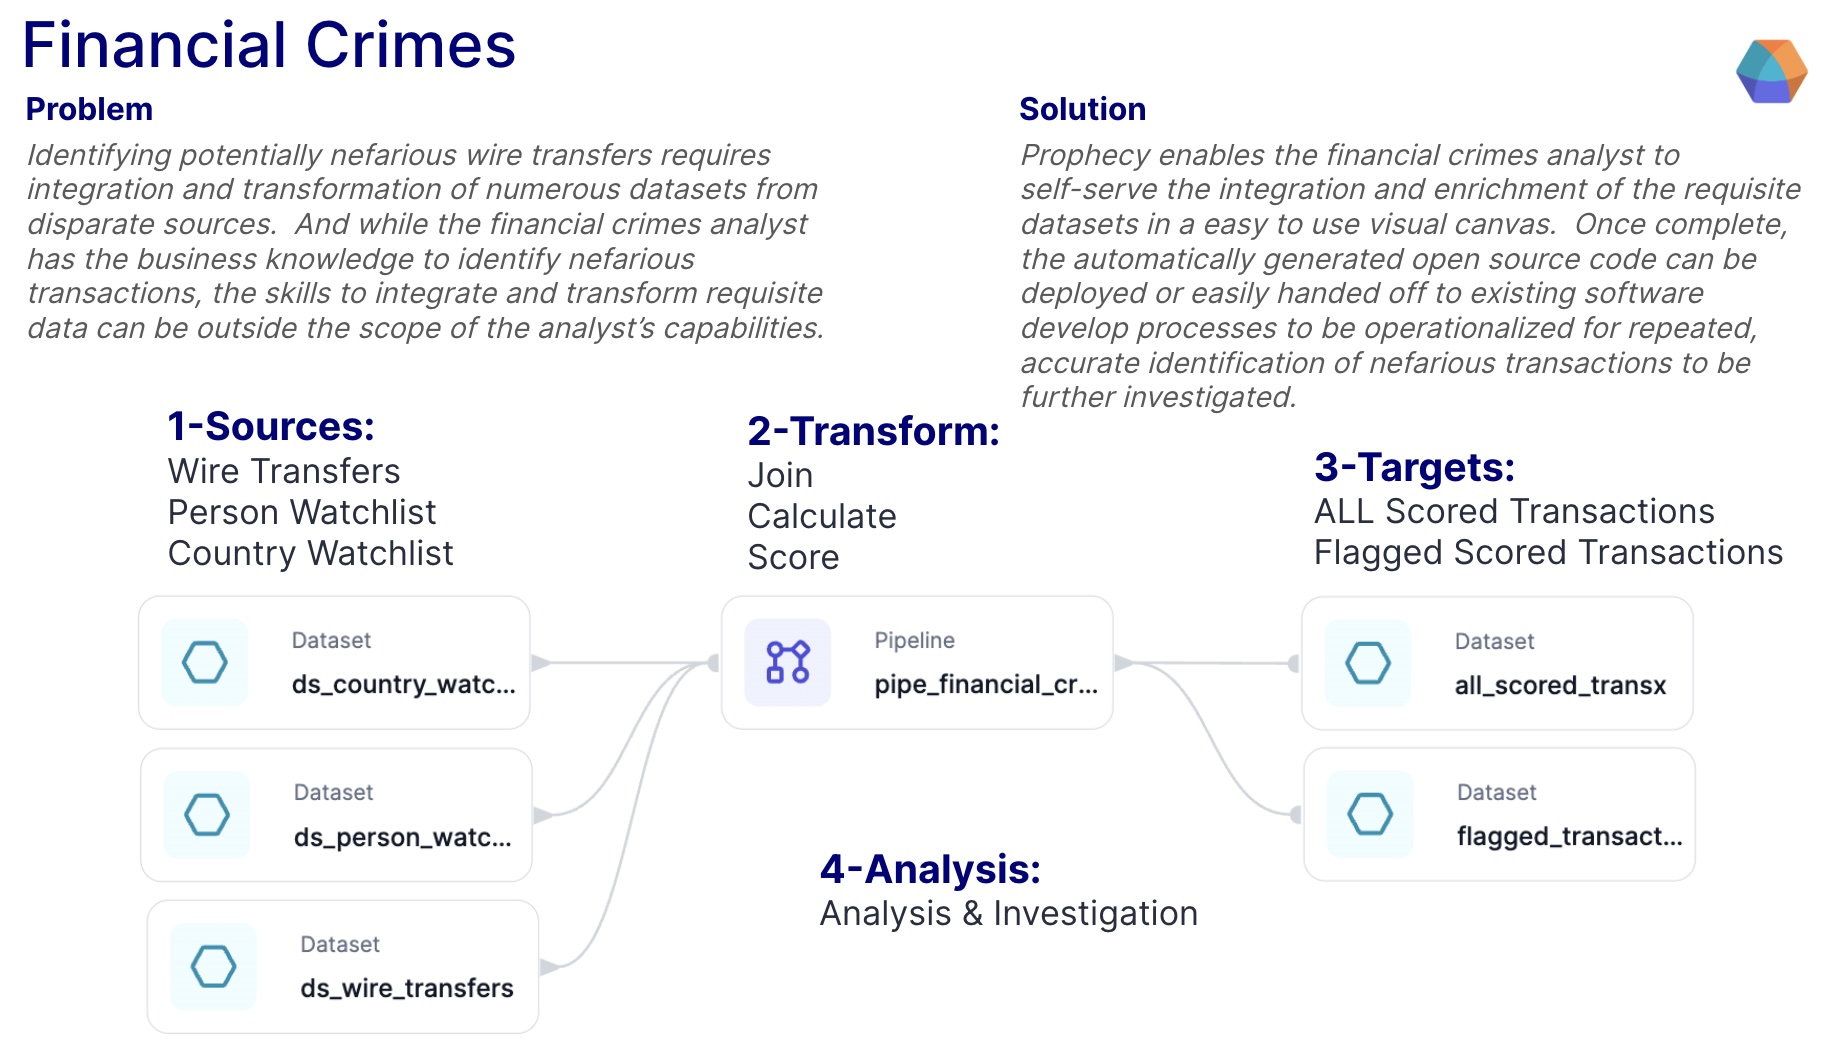 Financial Crimes
Problem
Identifying potentially nefarious wire transfers requires
integration and transformation of numerous datasets from
disparate sources.  And while the financial crimes analyst
has the business knowledge to identify nefarious
transactions, the skills to integrate and transform requisite
data can be outside the scope of the analyst’s capabilities.
Solution
Prophecy enables the financial crimes analyst to
self-serve the integration and enrichment of the requisite
datasets in a easy to use visual canvas.  Once complete,
the automatically generated open source code can be
deployed or easily handed off to existing software
develop processes to be operationalized for repeated,
accurate identification of nefarious transactions to be
further investigated.
1-Sources:
Wire Transfers
Person Watchlist
Country Watchlist
2-Transform:
Join
Calculate
Score
3-Targets:
ALL Scored Transactions
Flagged Scored Transactions
Dataset
ds_country_watc...
Dataset
ds_person_watc...
Dataset
ds_wire_transfers
Pipeline
pipe_financial_cr...
Dataset
all_scored_transx
Dataset
flagged_transact...
4-Analysis:
Analysis & Investigation